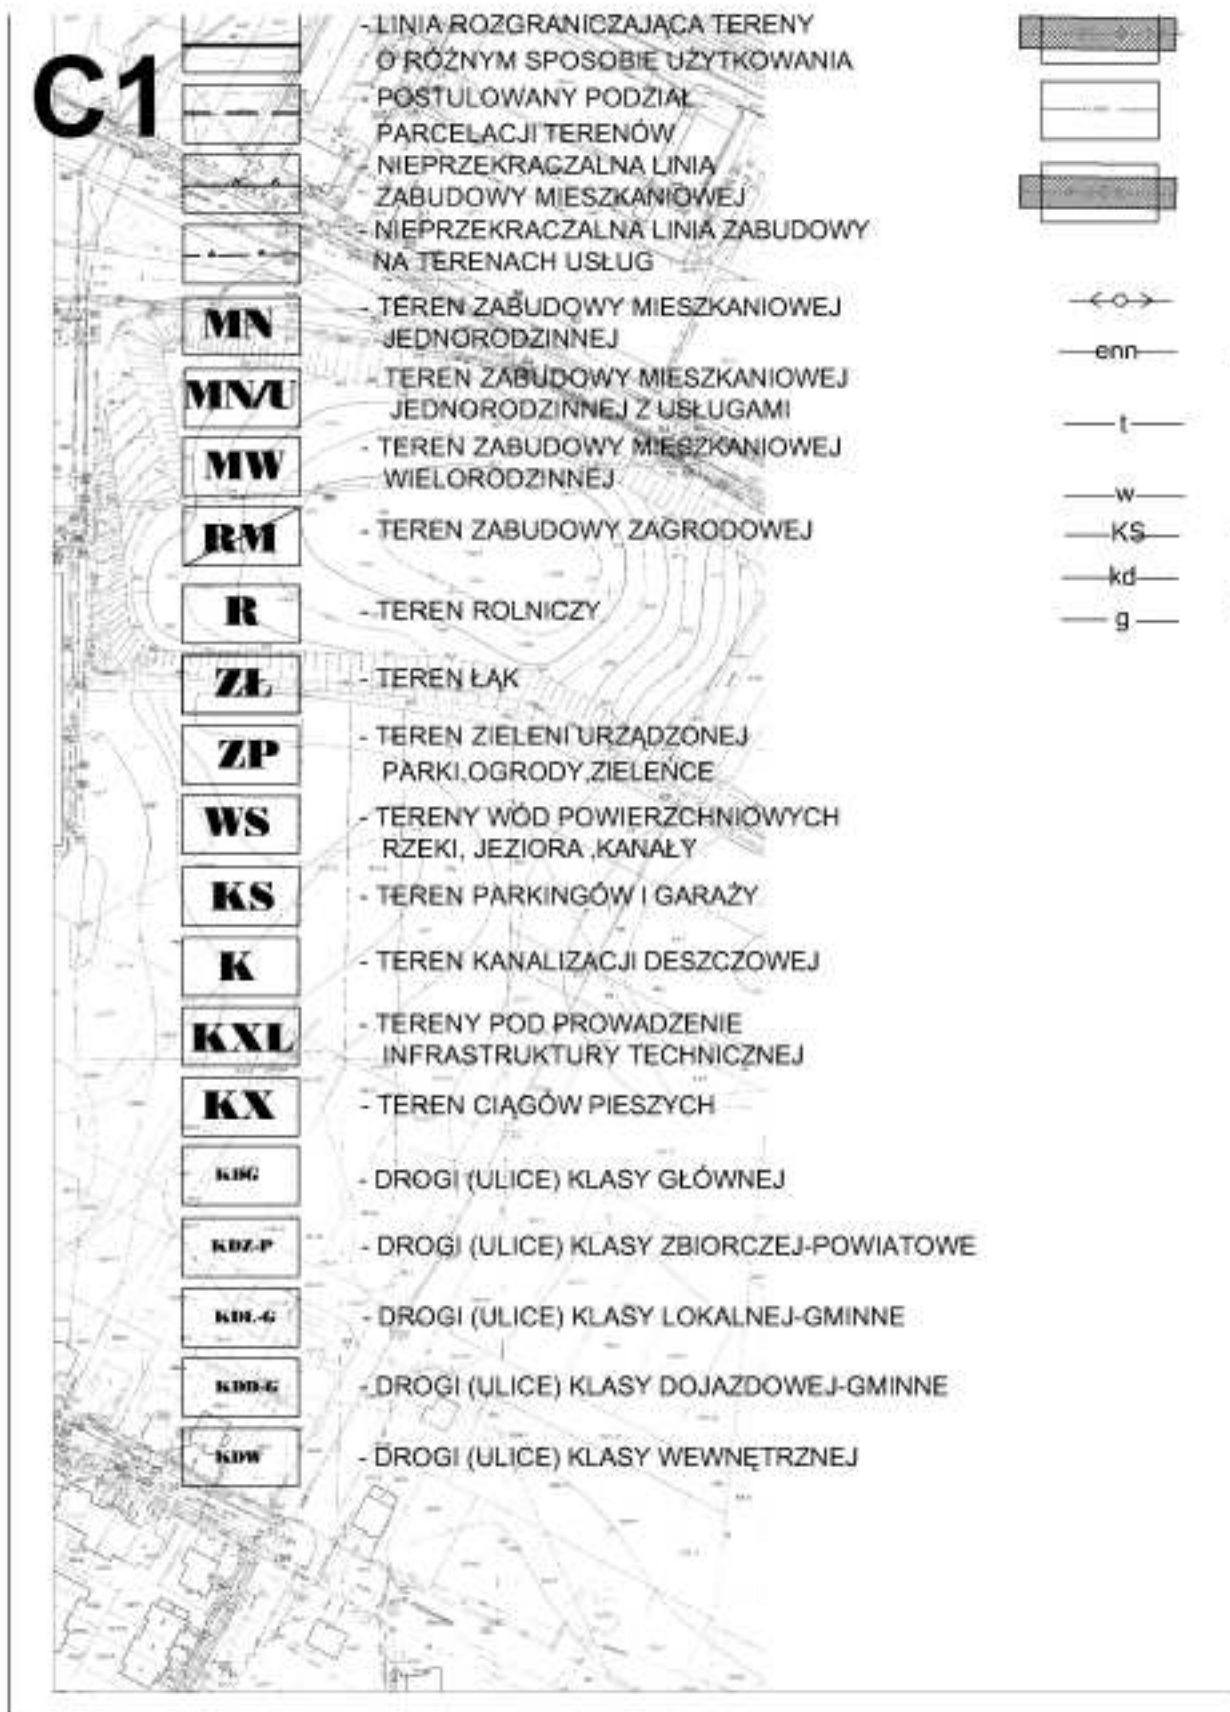 C1
- LINIA ROZGRANICZAJĄCA TERENY
O RÓŻNYM SPOSOBIE UŻYTKOWANIA
- POSTULOWANY PODZIAŁ
PARCELACJI TERENÓW
- NIEPRZEKRACZALNA LINIA
ZABUDOWY MIESZKANIOWEJ
- NIEPRZEKRACZALNA LINIA ZABUDOWY
NA TERENACH USŁUG
MN - TEREN ZABUDOWY MIESZKANIOWEJ
JEDNORODZINNEJ
MN/U - TEREN ZABUDOWY MIESZKANIOWEJ
JEDNORODZINNEJ Z USŁUGAMI
MW - TEREN ZABUDOWY MIESZKANIOWEJ
WIELORODZINNEJ
RM - TEREN ZABUDOWY ZAGRODOWEJ
R - TEREN ROLNICZY
ZŁ - TEREN ŁĄK
ZP - TEREN ZIELENI URZĄDZONEJ
PARKI,OGRODY,ZIELEŃCE
WS - TERENY WÓD POWIERZCHNIOWYCH
RZEKI, JEZIORA ,KANAŁY
KS - TEREN PARKINGÓW I GARAŻY
K - TEREN KANALIZACJI DESZCZOWEJ
KXL - TERENY POD PROWADZENIE
INFRASTRUKTURY TECHNICZNEJ
KX - TEREN CIĄGÓW PIESZYCH
KDG - DROGI (ULICE) KLASY GŁÓWNEJ
KDZ-P - DROGI (ULICE) KLASY ZBIORCZEJ-POWIATOWE
KDL-G - DROGI (ULICE) KLASY LOKALNEJ-GMINNE
KDD-G - DROGI (ULICE) KLASY DOJAZDOWEJ-GMINNE
KDW - DROGI (ULICE) KLASY WEWNĘTRZNEJ
enn
t
w
KS
kd
g